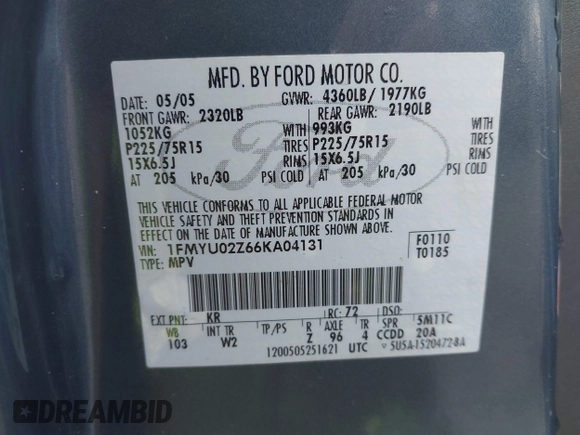 MFD. BY FORD MOTOR CO.
DATE: 05/05 GVWR: 4360LB/ 1977KG
FRONT GAWR: 2320LB REAR GAWR: 2190LB
1052KG WITH 993KG WITH
P225/75R15 TIRES P225/75R15 TIRES
15X6.5J RIMS 15X6.5J RIMS
AT 205 kPa/30 PSI COLD AT 205 kPa/30 PSI COLD
THIS VEHICLE CONFORMS TO ALL APPLICABLE FEDERAL MOTOR
VEHICLE SAFETY AND THEFT PREVENTION STANDARDS IN
EFFECT ON THE DATE OF MANUFACTURE SHOWN ABOVE.
VIN: 1FMYU02Z66KA04131 F0110
TYPE: MPV T0185
EXT PNT: KR RC: 72 DSO:
WB INT TR TP/PS R AXLE TR SPR 5M11C
103 W2 Z 96 4 CCDD 20A
1200505251621 UTC ▽ 5U5A-1520472-BA
Ford
DREAMBID